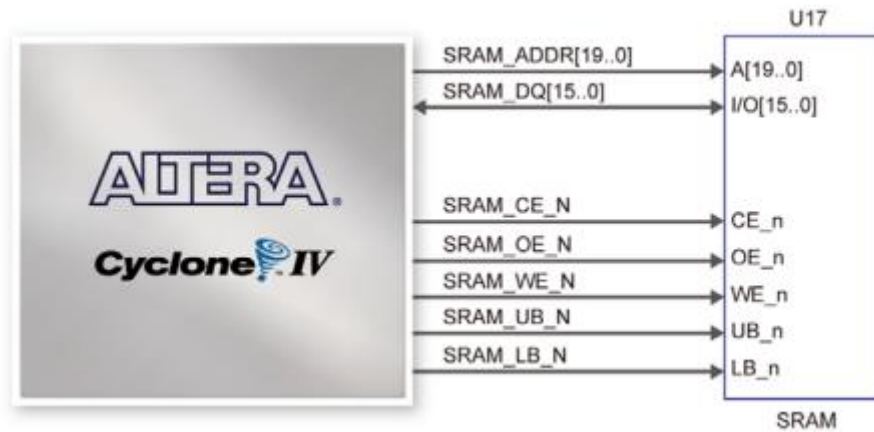 U17
SRAM_ADDR[19..0]
A[19..0]
SRAM_DQ[15..0]
I/O[15..0]
ALTERA®
Cyclone IV
SRAM_CE_N
CE_n
SRAM_OE_N
OE_n
SRAM_WE_N
WE_n
SRAM_UB_N
UB_n
SRAM_LB_N
LB_n
SRAM